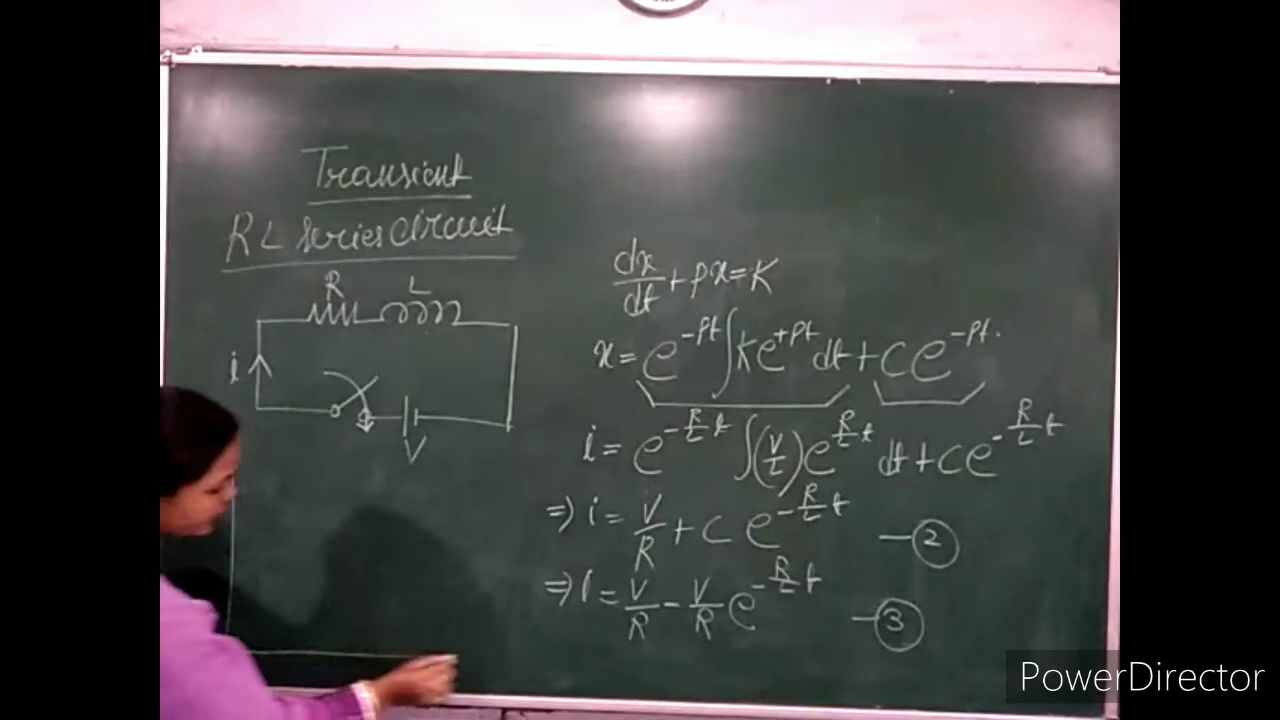 Transient
RL Series Circuit
R L
i
V
dx/dt + Px = K
x = e^-Pt ∫ K e^+Pt dt + C e^-Pt.
i = e^-R/L t ∫ (V/L) e^R/L t dt + C e^-R/L t
⇒ i = V/R + C e^-R/L t —②
⇒ i = V/R - V/R e^-R/L t —③
PowerDirector